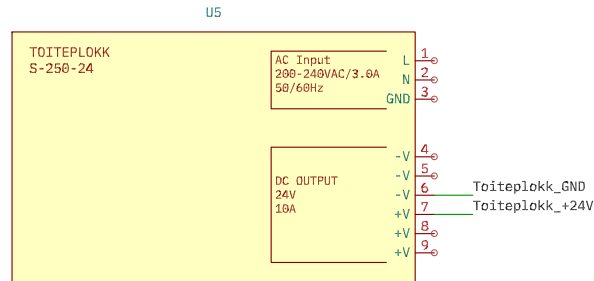 U5
TOITEPLOKK
S-250-24
AC Input
200-240VAC/3.0A
50/60Hz
L 1
N 2
GND 3
DC OUTPUT
24V
10A
-V 4
-V 5
-V 6 Toiteplokk_GND
+V 7 Toiteplokk_+24V
+V 8
+V 9